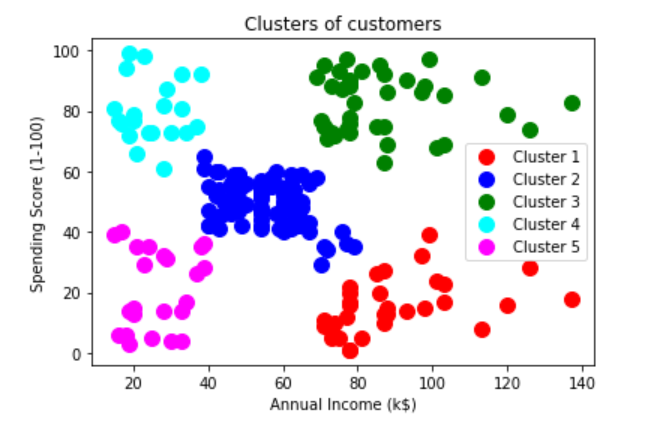 Clusters of customers
100
80
60
40
20
0
Spending Score (1-100)
Cluster 1
Cluster 2
Cluster 3
Cluster 4
Cluster 5
20 40 60 80 100 120 140
Annual Income (k$)